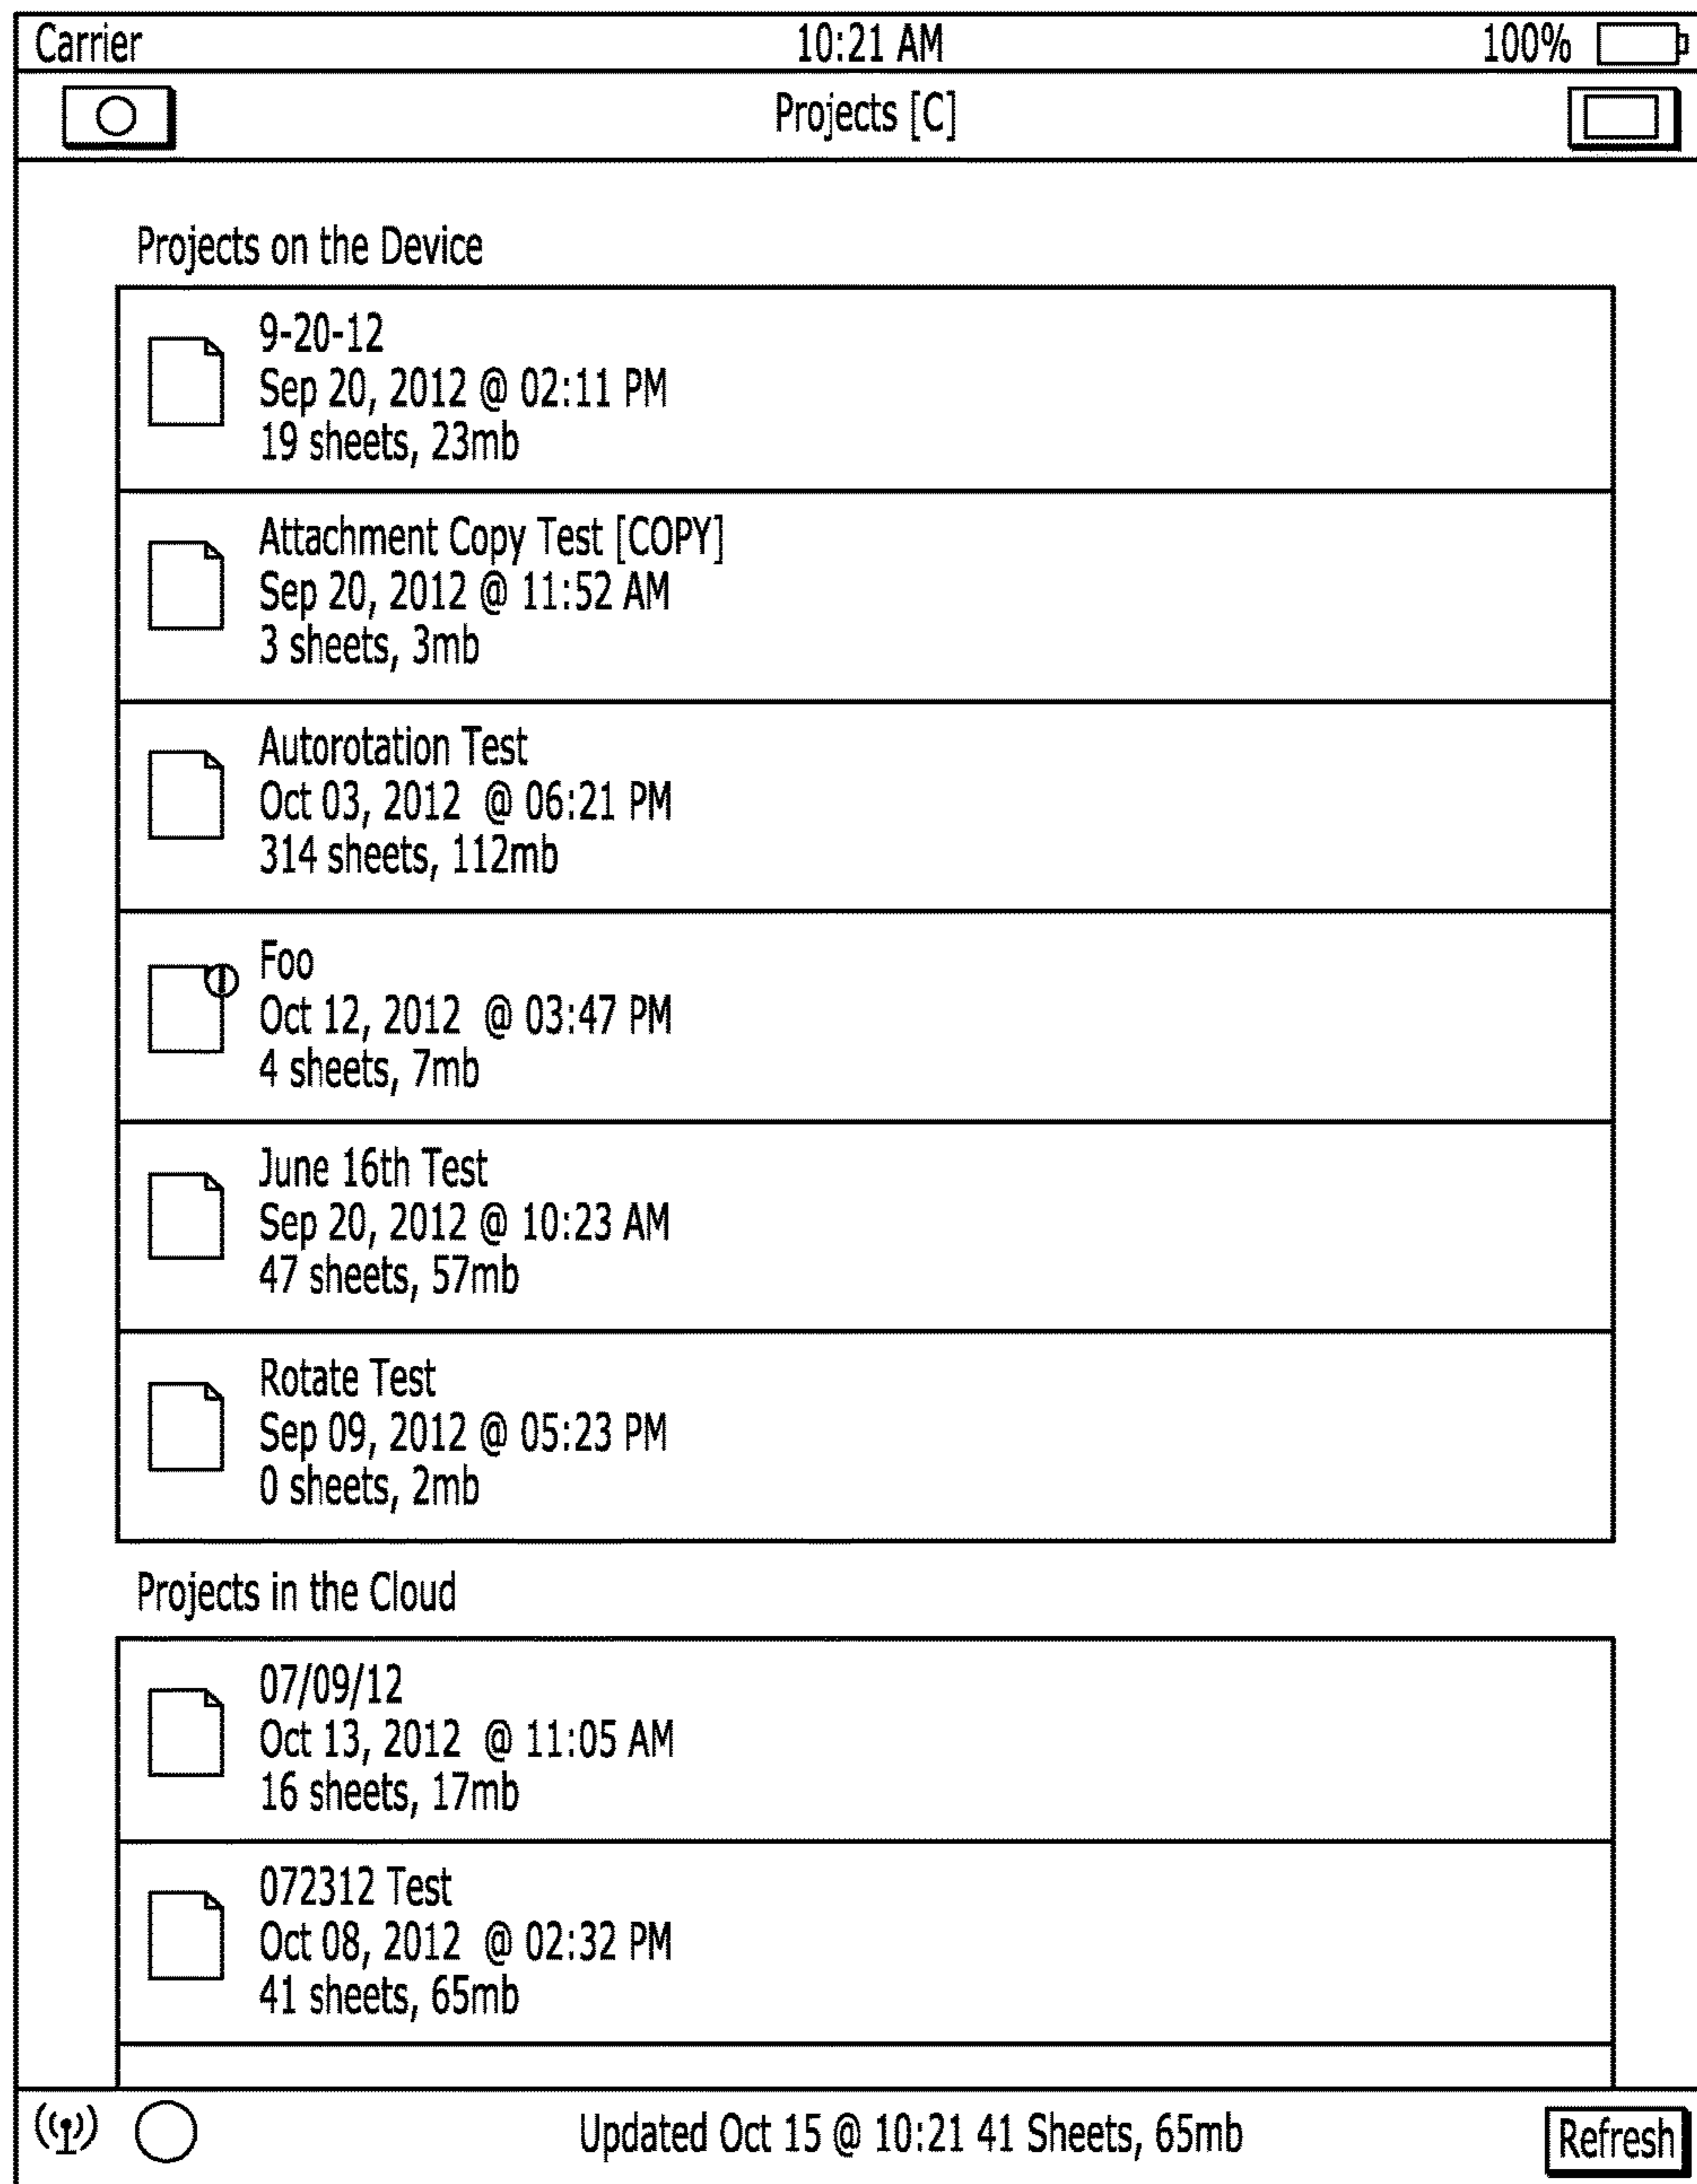 Carrier 10:21 AM 100%
Projects [C]
Projects on the Device
9-20-12
Sep 20, 2012 @ 02:11 PM
19 sheets, 23mb
Attachment Copy Test [COPY]
Sep 20, 2012 @ 11:52 AM
3 sheets, 3mb
Autorotation Test
Oct 03, 2012 @ 06:21 PM
314 sheets, 112mb
Foo
Oct 12, 2012 @ 03:47 PM
4 sheets, 7mb
June 16th Test
Sep 20, 2012 @ 10:23 AM
47 sheets, 57mb
Rotate Test
Sep 09, 2012 @ 05:23 PM
0 sheets, 2mb
Projects in the Cloud
07/09/12
Oct 13, 2012 @ 11:05 AM
16 sheets, 17mb
072312 Test
Oct 08, 2012 @ 02:32 PM
41 sheets, 65mb
Updated Oct 15 @ 10:21 41 Sheets, 65mb Refresh